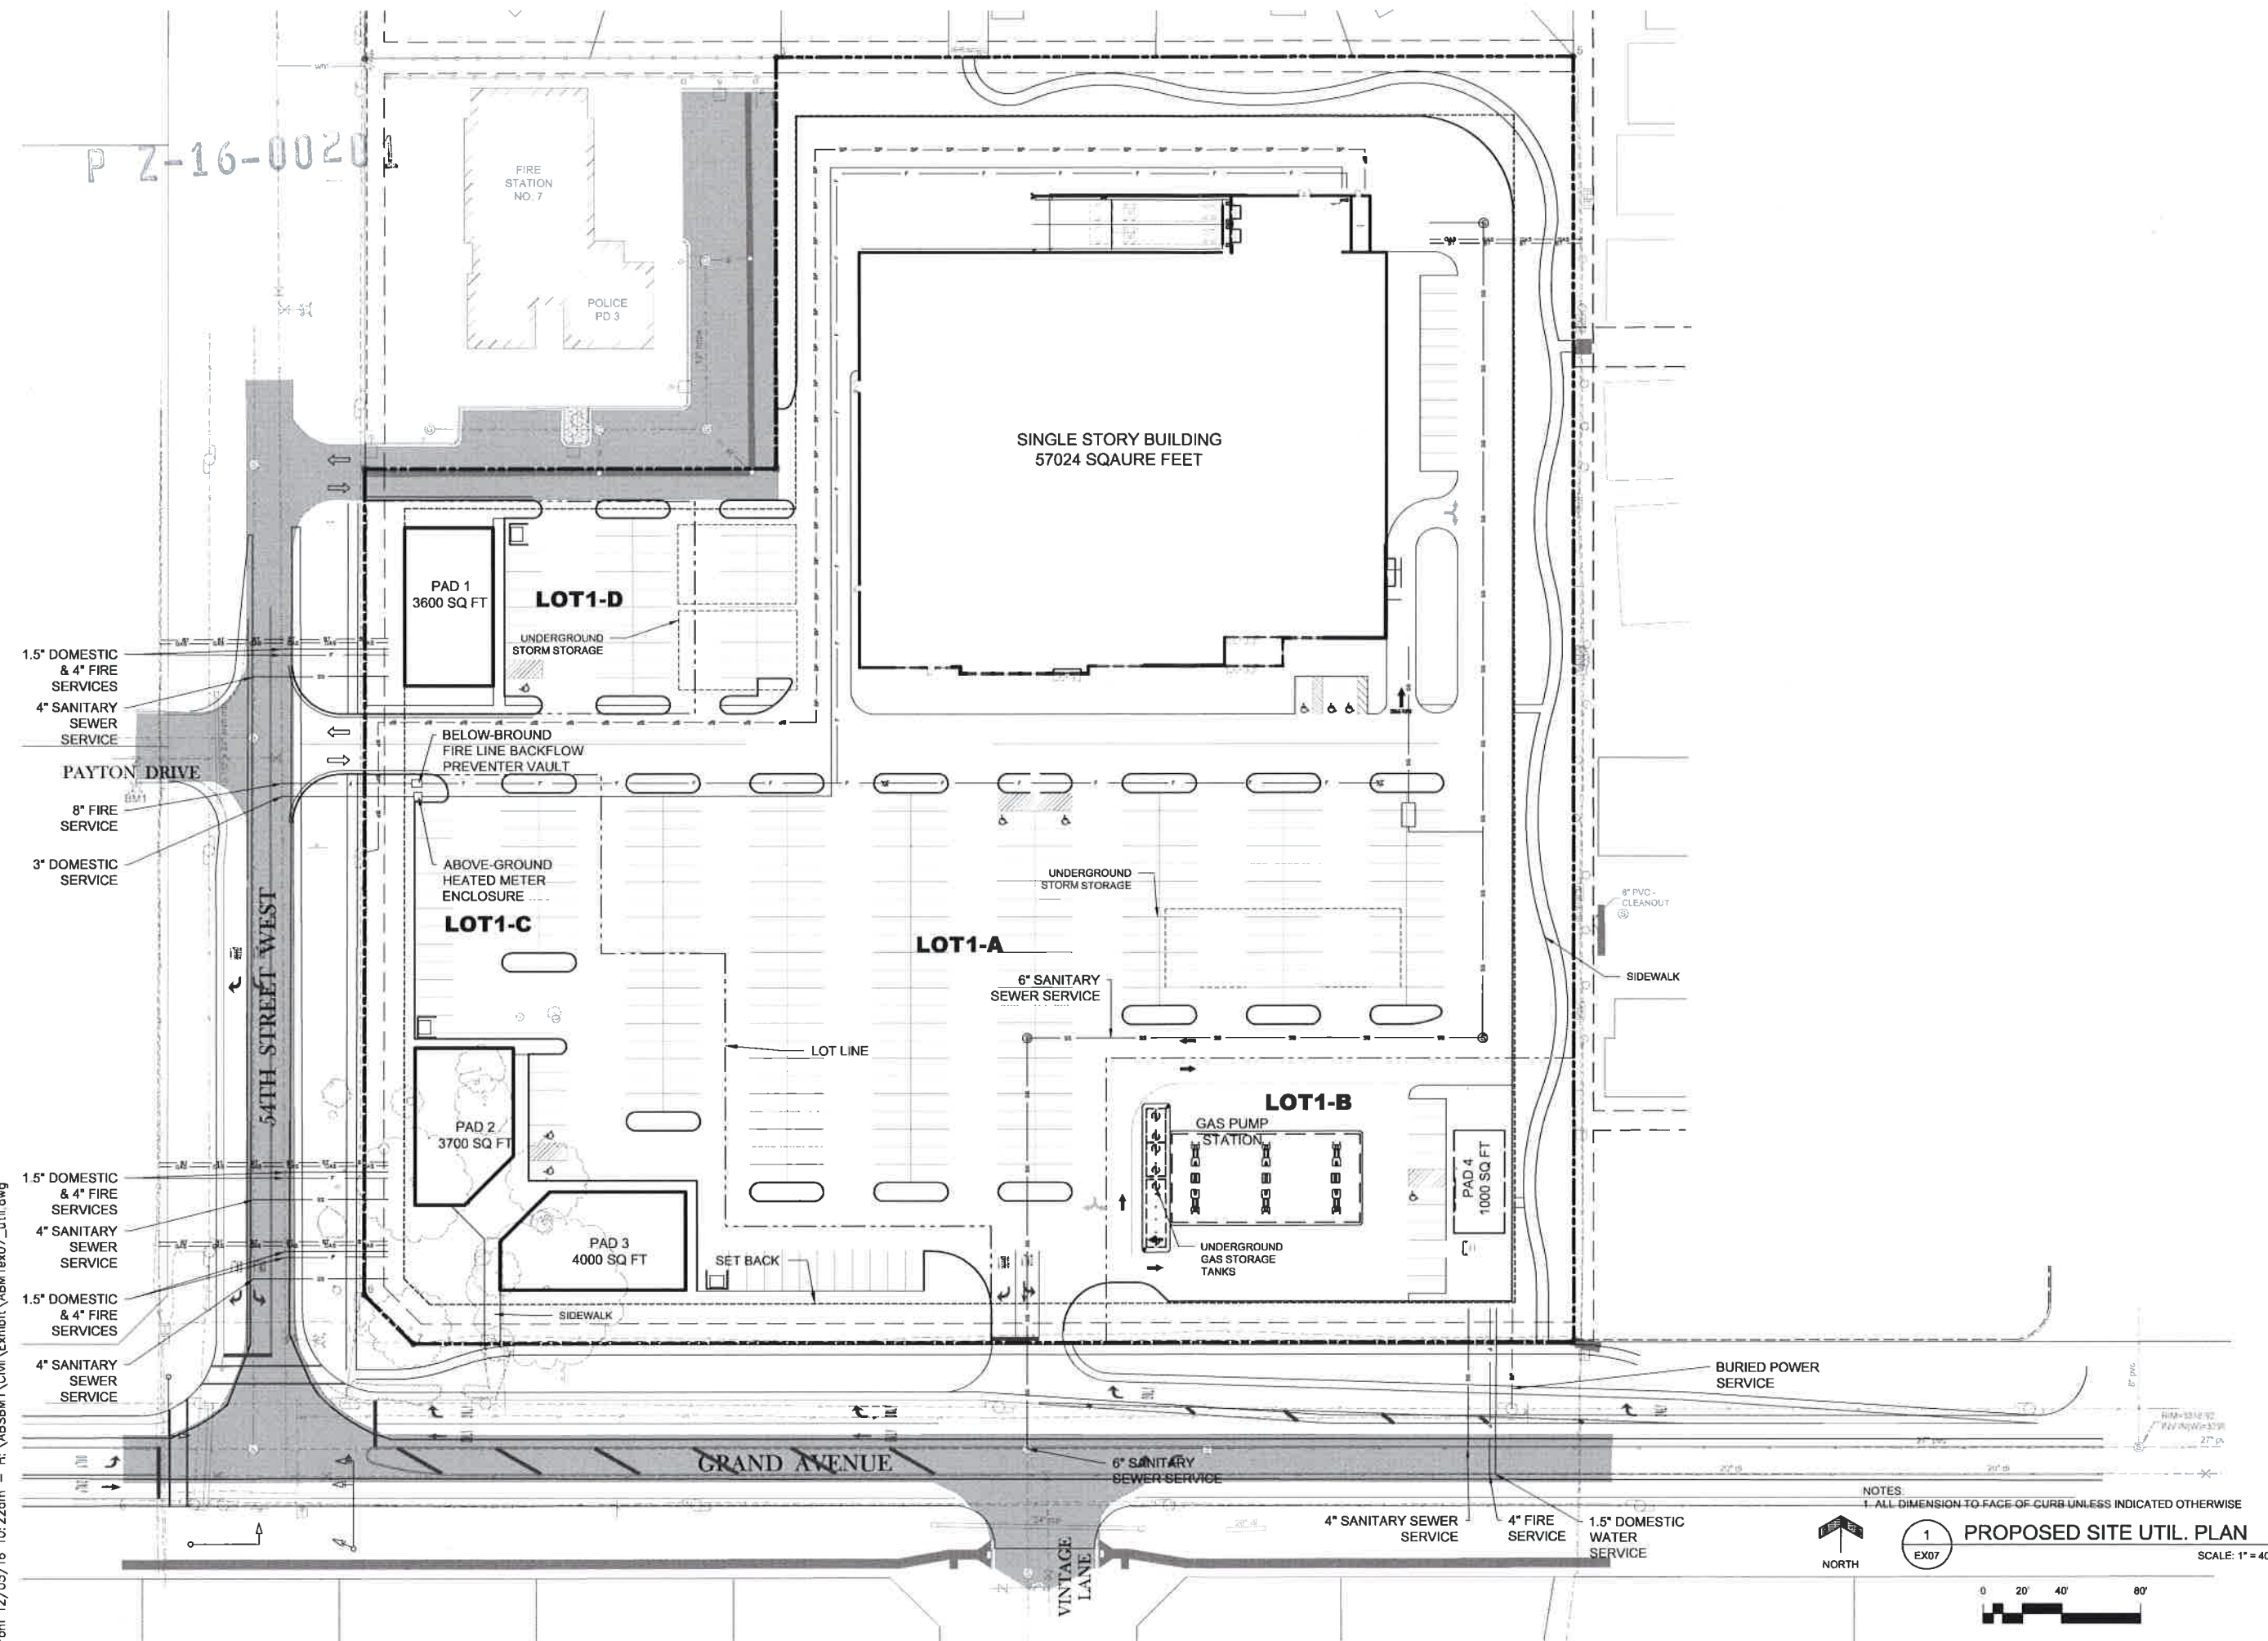 P Z-16-0020
FIRE
STATION
NO. 7
POLICE
PD 3
SINGLE STORY BUILDING
57024 SQAURE FEET
PAD 1
3600 SQ FT
LOT1-D
UNDERGROUND
STORM STORAGE
1.5" DOMESTIC
& 4" FIRE
SERVICES
4" SANITARY
SEWER
SERVICE
PAYTON DRIVE
BM1
8" FIRE
SERVICE
3" DOMESTIC
SERVICE
BELOW-BROUND
FIRE LINE BACKFLOW
PREVENTER VAULT
ABOVE-GROUND
HEATED METER
ENCLOSURE
LOT1-C
LOT1-A
UNDERGROUND
STORM STORAGE
6" PVC -
CLEANOUT
SIDEWALK
6" SANITARY
SEWER SERVICE
54TH STREET WEST
LOT LINE
LOT1-B
GAS PUMP
STATION
PAD 2
3700 SQ FT
PAD 4
1000 SQ FT
1.5" DOMESTIC
& 4" FIRE
SERVICES
4" SANITARY
SEWER
SERVICE
PAD 3
4000 SQ FT
SET BACK
UNDERGROUND
GAS STORAGE
TANKS
1.5" DOMESTIC
& 4" FIRE
SERVICES
SIDEWALK
4" SANITARY
SEWER
SERVICE
BURIED POWER
SERVICE
GRAND AVENUE
6" SANITARY
SEWER SERVICE
4" SANITARY SEWER
SERVICE
4" FIRE
SERVICE
1.5" DOMESTIC
WATER
SERVICE
VINTAGE
LANE
NOTES:
1. ALL DIMENSION TO FACE OF CURB UNLESS INDICATED OTHERWISE
NORTH
1
EX07
PROPOSED SITE UTIL. PLAN
SCALE: 1" = 40
0 20' 40' 80'